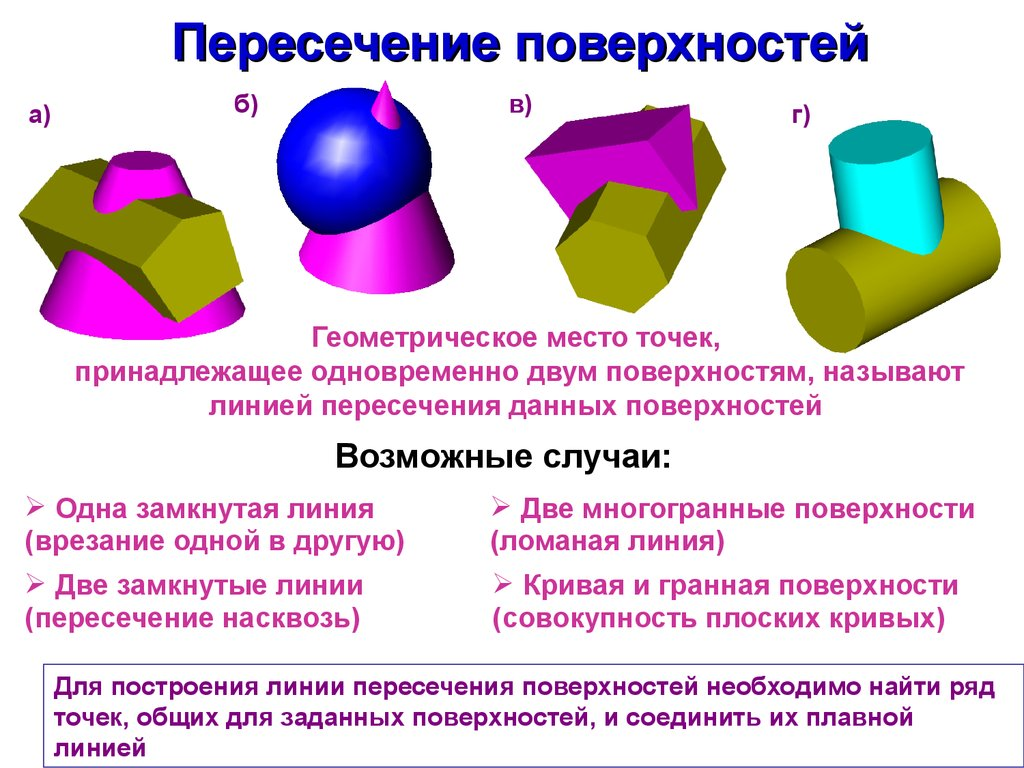 Пересечение поверхностей
а)
б)
в)
г)
Геометрическое место точек,
принадлежащее одновременно двум поверхностям, называют
линией пересечения данных поверхностей
Возможные случаи:
➢ Одна замкнутая линия
(врезание одной в другую)
➢ Две замкнутые линии
(пересечение насквозь)
➢ Две многогранные поверхности
(ломаная линия)
➢ Кривая и гранная поверхности
(совокупность плоских кривых)
Для построения линии пересечения поверхностей необходимо найти ряд
точек, общих для заданных поверхностей, и соединить их плавной
линией